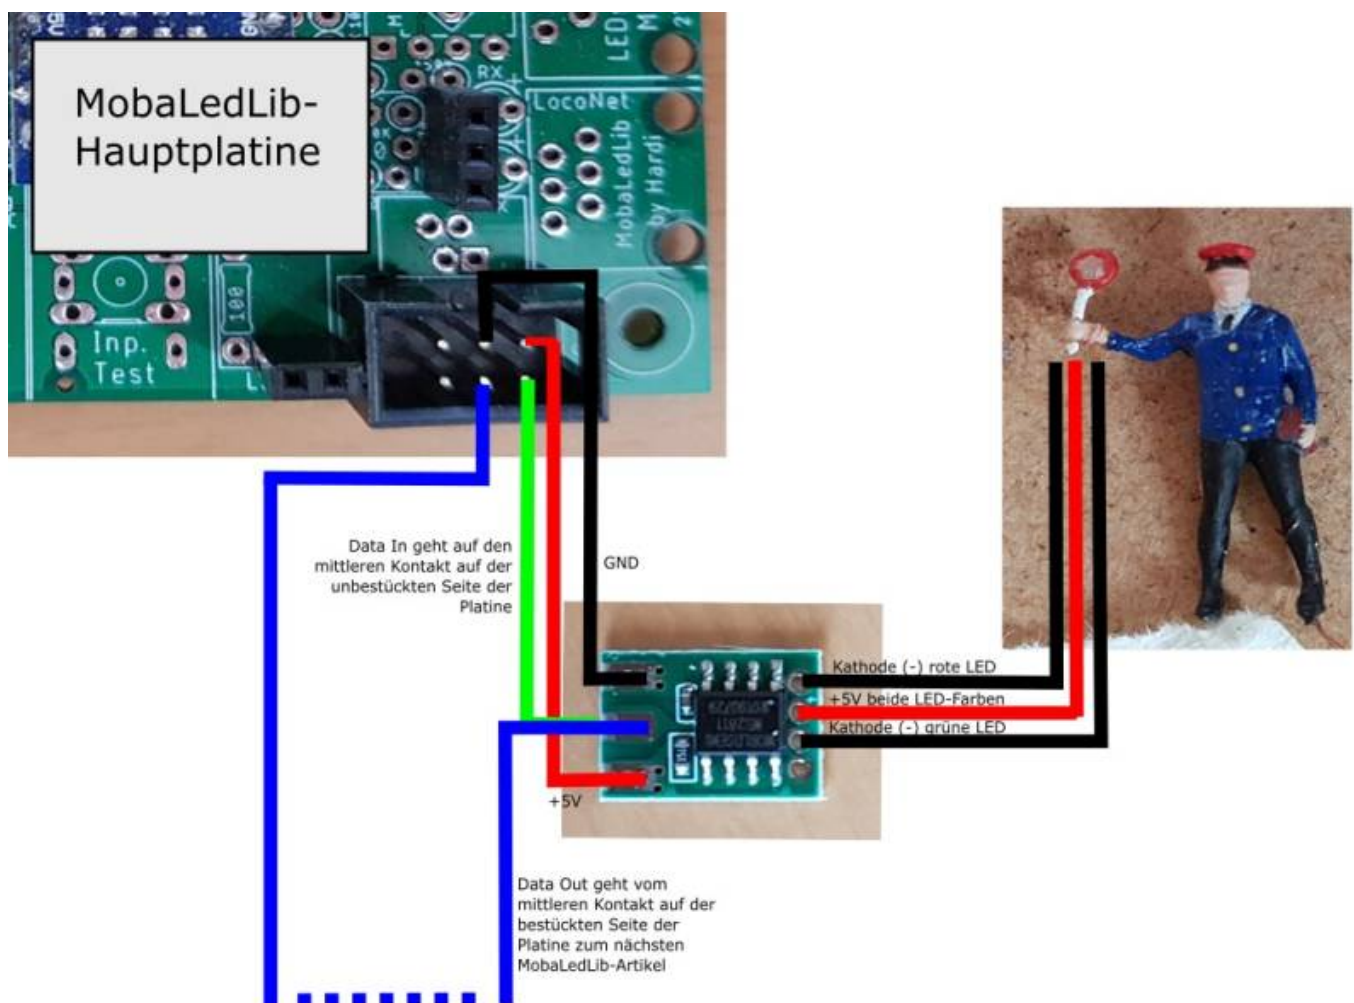 MobaLedLib-
Hauptplatine
RX
LED
M
LocoNet
MobaLedLib
by Hardi
100
Inp.
Test
Data In geht auf den
mittleren Kontakt auf der
unbestückten Seite der
Platine
GND
Kathode (-) rote LED
+5V beide LED-Farben
Kathode (-) grüne LED
+5V
Data Out geht vom
mittleren Kontakt auf der
bestückten Seite der
Platine zum nächsten
MobaLedLib-Artikel